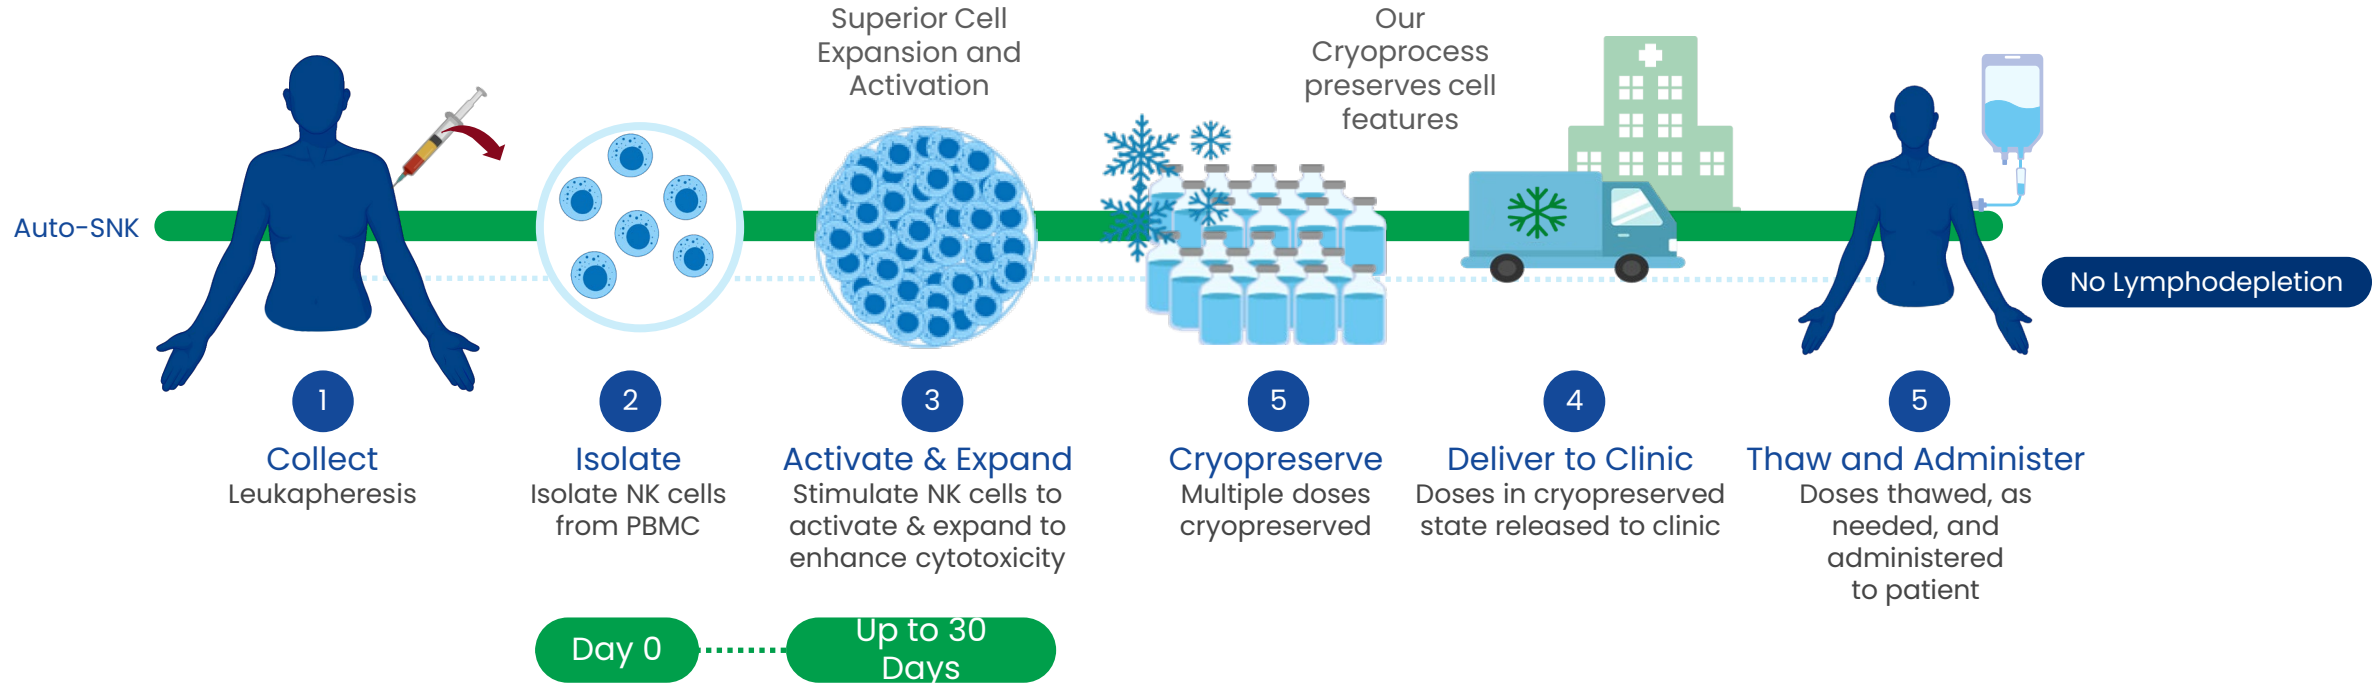 Superior Cell
Expansion and
Activation
Our
Cryoprocess
preserves cell
features
Auto-SNK
No Lymphodepletion
1
Collect
Leukapheresis
2
Isolate
Isolate NK cells
from PBMC
3
Activate & Expand
Stimulate NK cells to
activate & expand to
enhance cytotoxicity
5
Cryopreserve
Multiple doses
cryopreserved
4
Deliver to Clinic
Doses in cryopreserved
state released to clinic
5
Thaw and Administer
Doses thawed, as
needed, and
administered
to patient
Day 0
Up to 30
Days